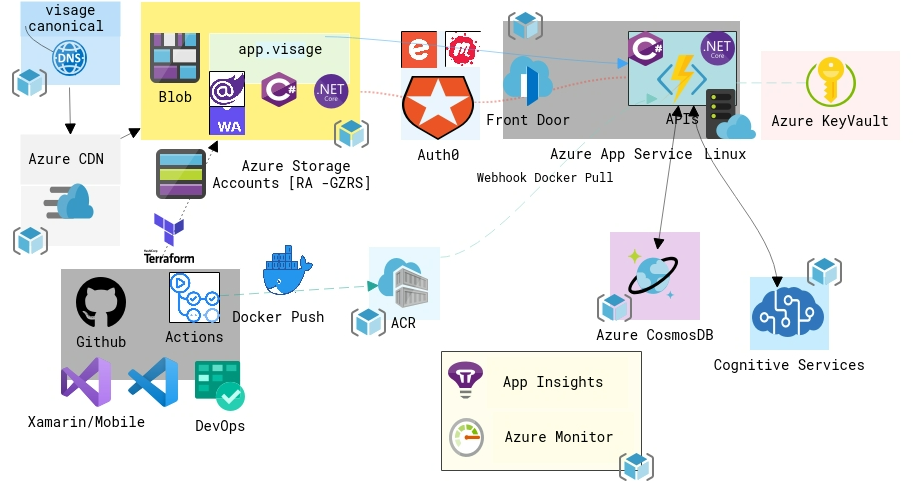 visage
canonical
DNS
app.visage
Blob
C#
.NET
Core
WA
e
m
C#
.NET
Core
Front Door
APIs
Azure KeyVault
Azure CDN
Auth0
Azure App Service Linux
Azure Storage
Accounts [RA -GZRS]
Webhook Docker Pull
HashiCorp
Terraform
Docker Push
ACR
Github
Actions
Azure CosmosDB
Cognitive Services
App Insights
Azure Monitor
Xamarin/Mobile
DevOps